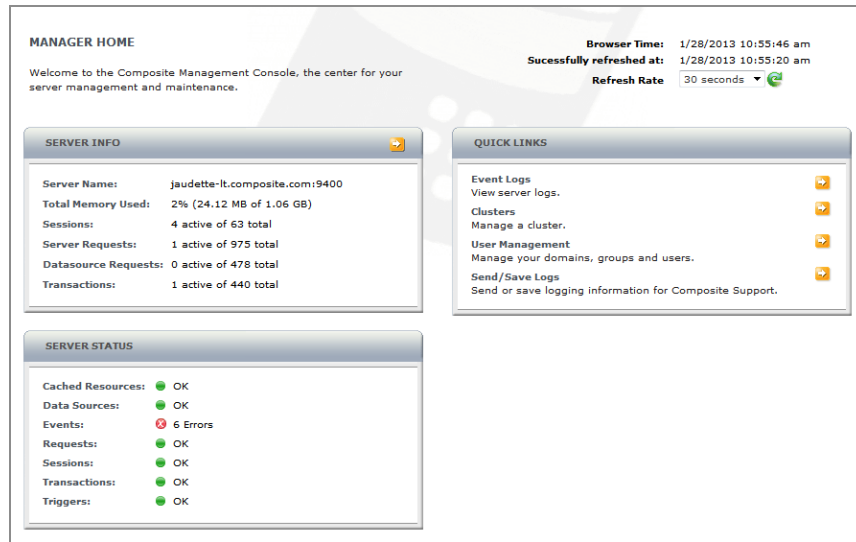 MANAGER HOME
Welcome to the Composite Management Console, the center for your
server management and maintenance.
Browser Time: 1/28/2013 10:55:46 am
Sucessfully refreshed at: 1/28/2013 10:55:20 am
Refresh Rate 30 seconds
SERVER INFO
Server Name: jaudette-lt.composite.com:9400
Total Memory Used: 2% (24.12 MB of 1.06 GB)
Sessions: 4 active of 63 total
Server Requests: 1 active of 975 total
Datasource Requests: 0 active of 478 total
Transactions: 1 active of 440 total
QUICK LINKS
Event Logs
View server logs.
Clusters
Manage a cluster.
User Management
Manage your domains, groups and users.
Send/Save Logs
Send or save logging information for Composite Support.
SERVER STATUS
Cached Resources: OK
Data Sources: OK
Events: 6 Errors
Requests: OK
Sessions: OK
Transactions: OK
Triggers: OK